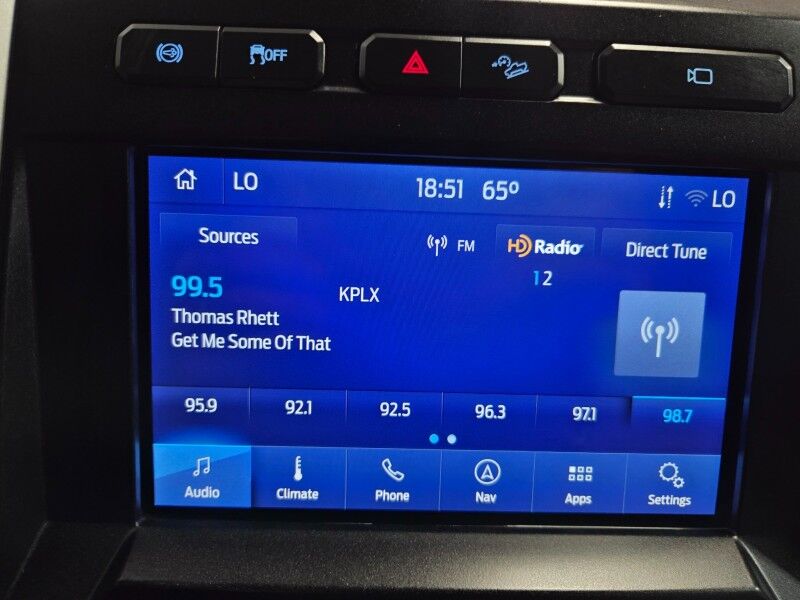 OFF
LO 18:51 65° LO
Sources FM HD Radio Direct Tune
1 2
99.5 KPLX
Thomas Rhett
Get Me Some Of That
95.9 92.1 92.5 96.3 97.1 98.7
Audio Climate Phone Nav Apps Settings